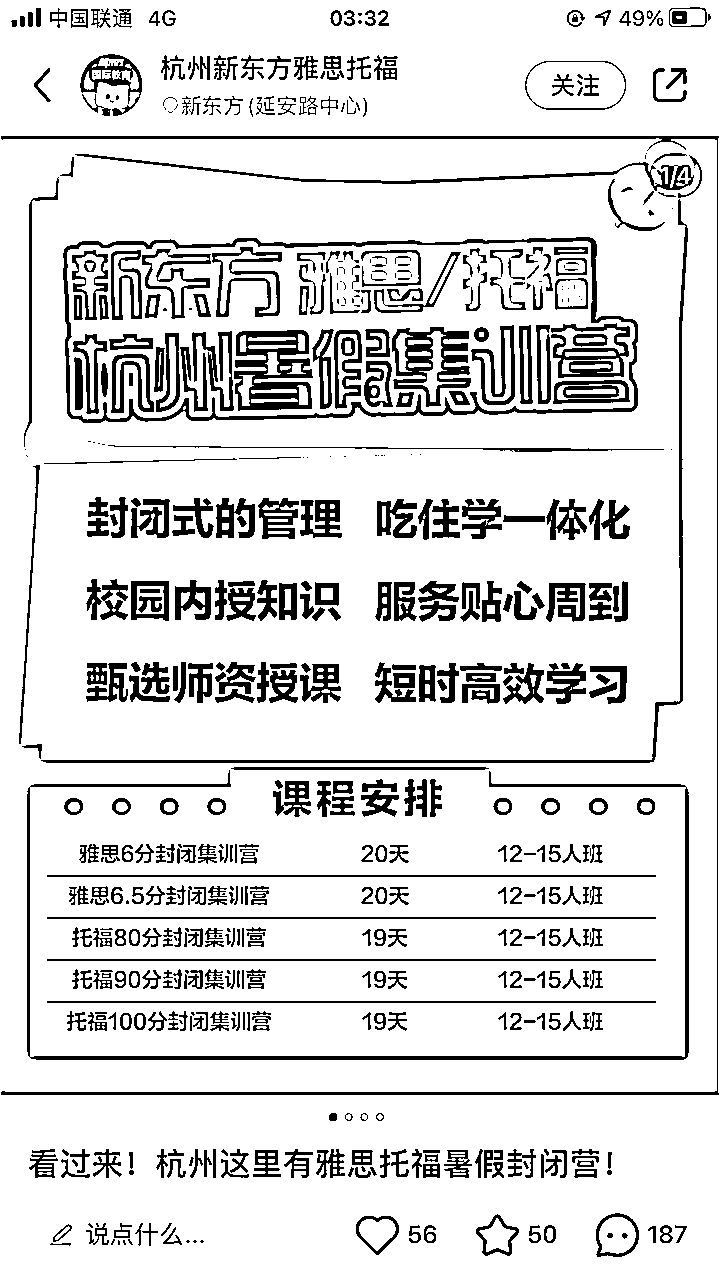 中国联通 4G 03:32 49%
杭州新东方雅思托福
新东方(延安路中心)
关注
1/4
新东方 雅思/托福
杭州暑假集训营
封闭式的管理 吃住学一体化
校园内授知识 服务贴心周到
甄选师资授课 短时高效学习
课程安排
雅思6分封闭集训营 20天 12-15人班
雅思6.5分封闭集训营 20天 12-15人班
托福80分封闭集训营 19天 12-15人班
托福90分封闭集训营 19天 12-15人班
托福100分封闭集训营 19天 12-15人班
看过来！杭州这里有雅思托福暑假封闭营！
说点什么... 56 50 187